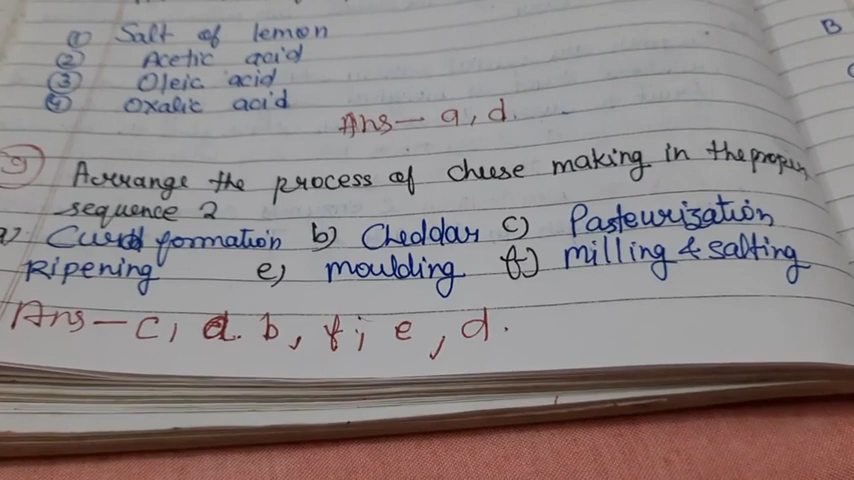 ① Salt of lemon
② Acetic acid
③ Oleic acid
④ Oxalic acid
Ans - a, d.
9) Arrange the process of cheese making in the proper
sequence ?
a) Curd formation b) Cheddar c) Pasteurization
Ripening e) moulding f) milling & salting
Ans - c, a. b, f, e, d.
B